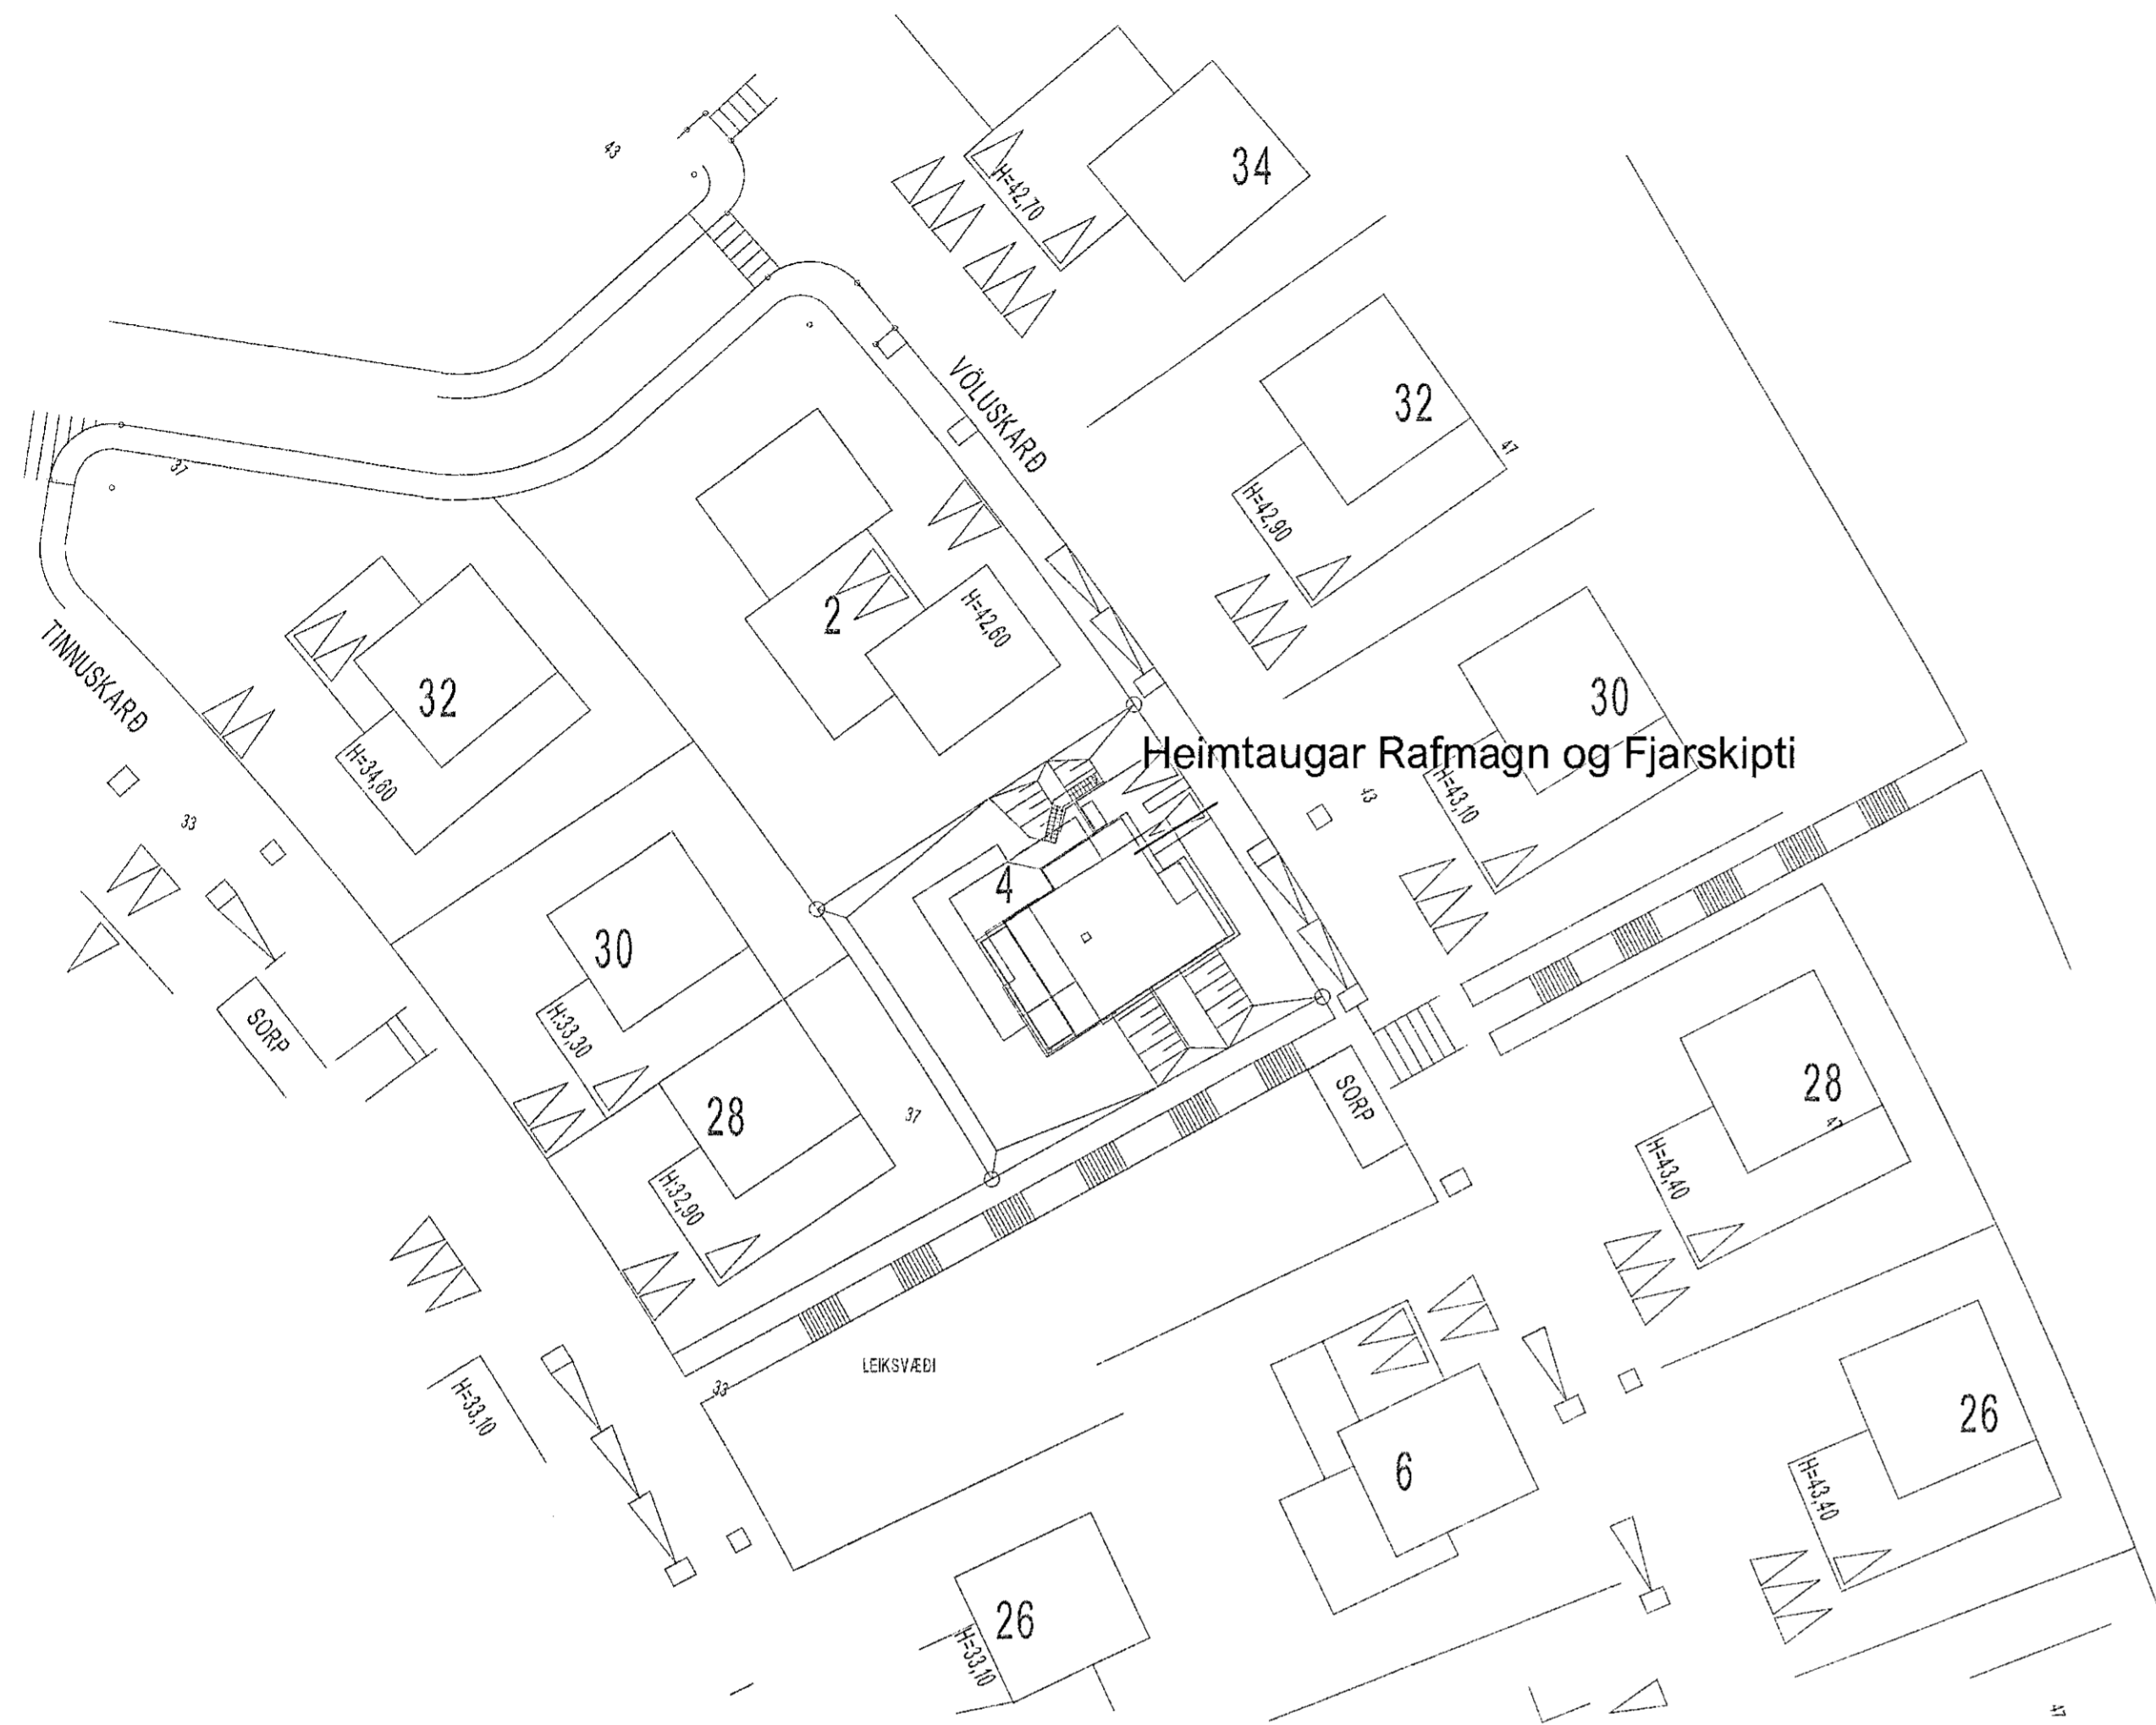 34
43
H=42,70
VÖLUSKARÐ
32
47
H=42,90
37
2
H=42,60
TINNUSKARÐ
32
H=34,60
30
Heimtaugar Rafmagn og Fjarskipti
H=43,10
43
33
4
30
SORP
H:33,30
28
37
SORP
28
47
H:32,90
H=43,40
LEIKSVÆÐI
33
H=33,10
26
6
H=43,40
26
H=33,10
47